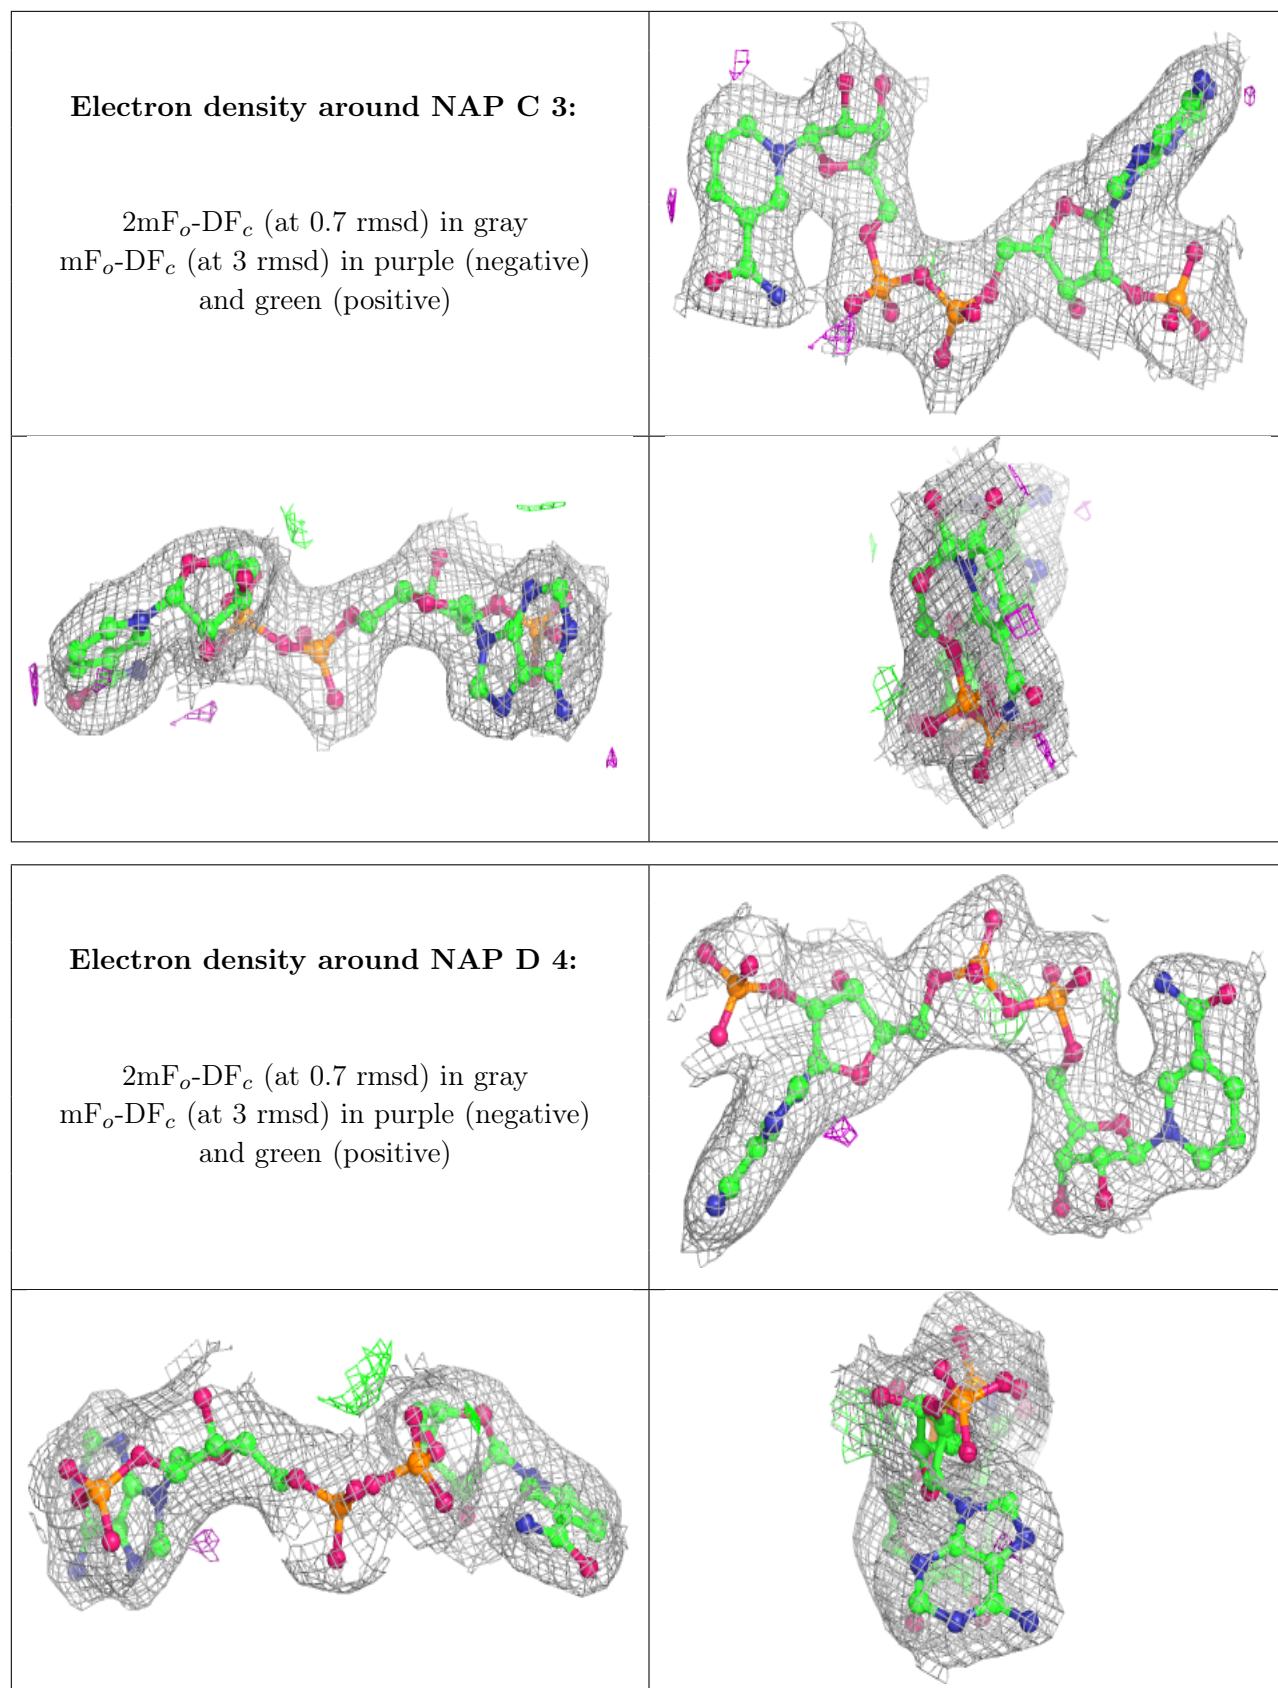 Electron density around NAP C 3:
2mFo-DFc (at 0.7 rmsd) in gray
mFo-DFc (at 3 rmsd) in purple (negative)
and green (positive)
Electron density around NAP D 4:
2mFo-DFc (at 0.7 rmsd) in gray
mFo-DFc (at 3 rmsd) in purple (negative)
and green (positive)